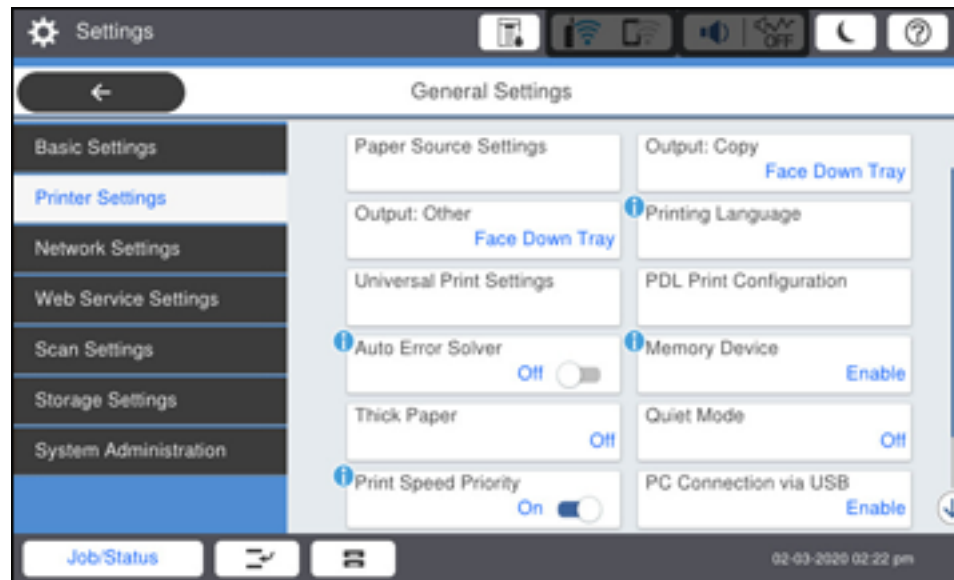 Settings
OFF
General Settings
Basic Settings
Printer Settings
Network Settings
Web Service Settings
Scan Settings
Storage Settings
System Administration
Paper Source Settings
Output: Copy
Face Down Tray
Output: Other
Face Down Tray
Printing Language
Universal Print Settings
PDL Print Configuration
Auto Error Solver
Off
Memory Device
Enable
Thick Paper
Off
Quiet Mode
Off
Print Speed Priority
On
PC Connection via USB
Enable
Job/Status
02-03-2020 02:22 pm